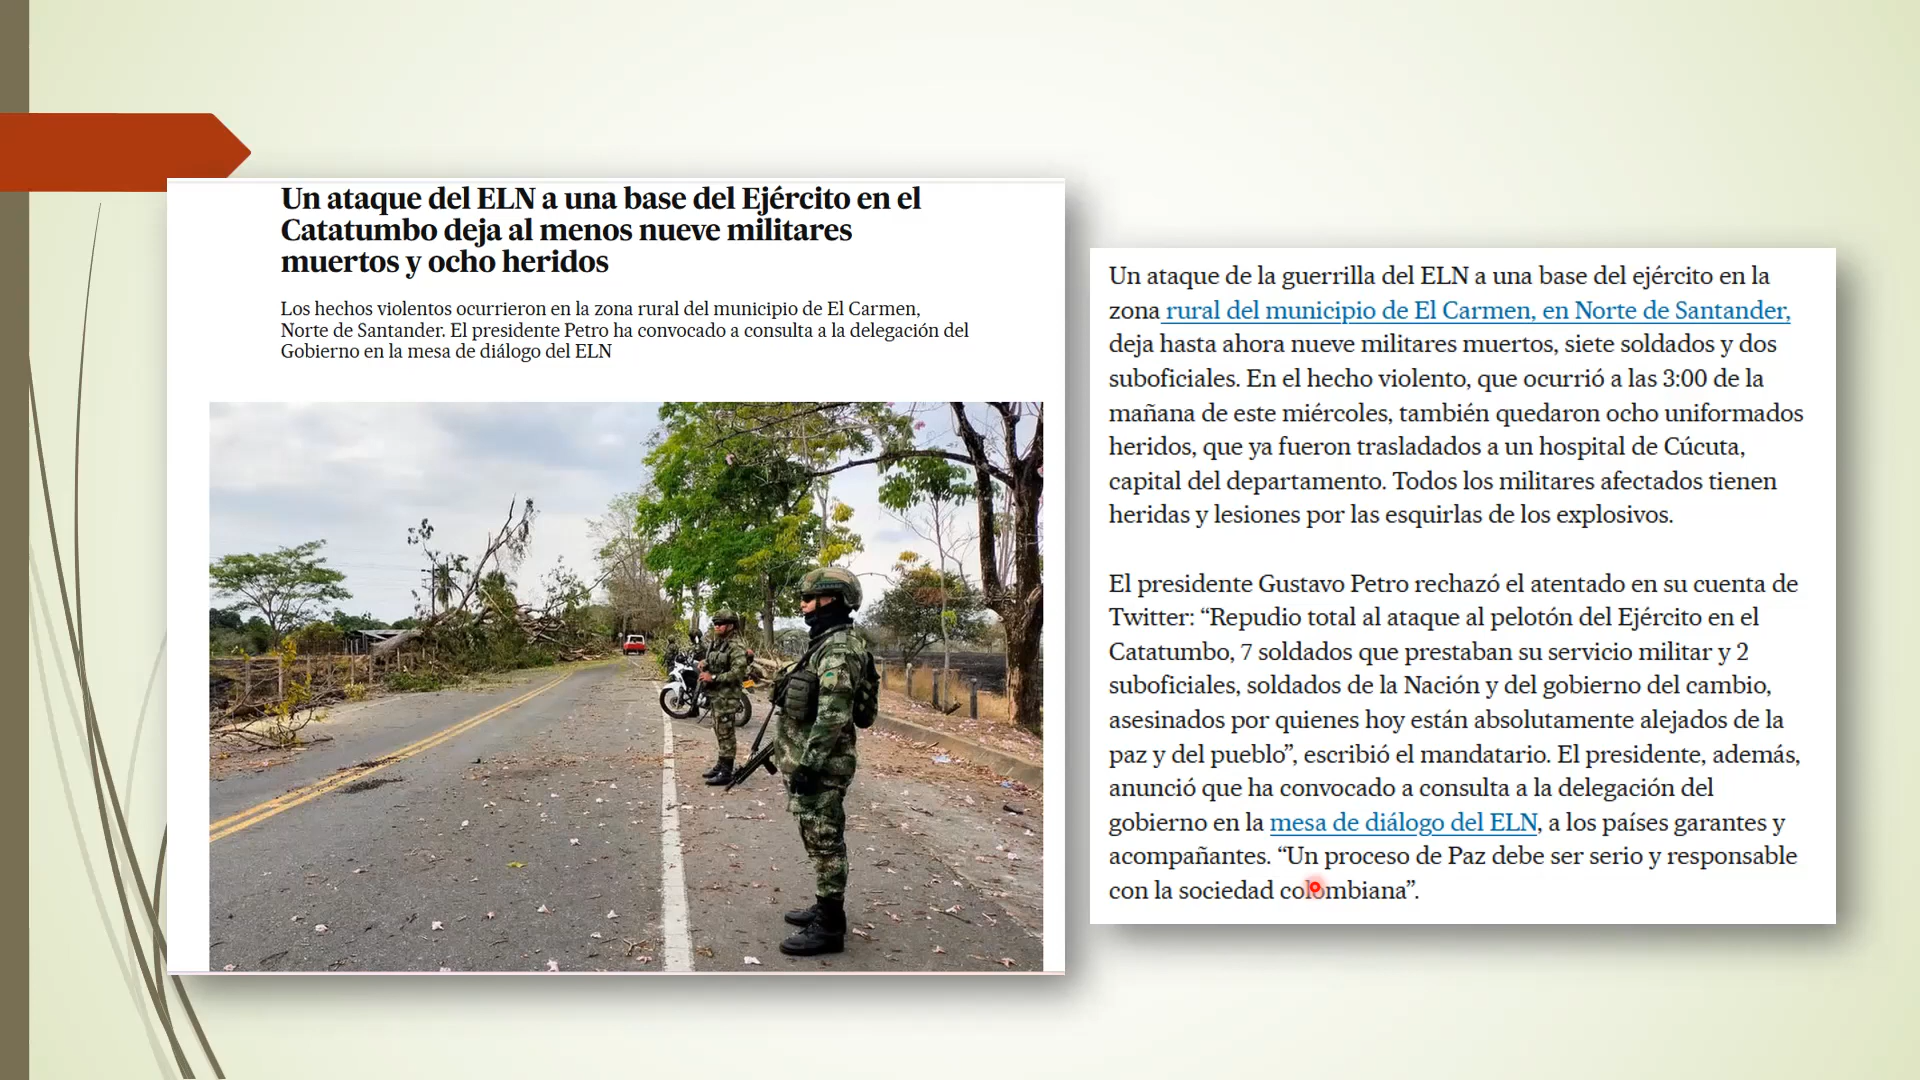 Un ataque del ELN a una base del Ejército en el
Catatumbo deja al menos nueve militares
muertos y ocho heridos
Los hechos violentos ocurrieron en la zona rural del municipio de El Carmen,
Norte de Santander. El presidente Petro ha convocado a consulta a la delegación del
Gobierno en la mesa de diálogo del ELN
Un ataque de la guerrilla del ELN a una base del ejército en la
zona rural del municipio de El Carmen, en Norte de Santander,
deja hasta ahora nueve militares muertos, siete soldados y dos
suboficiales. En el hecho violento, que ocurrió a las 3:00 de la
mañana de este miércoles, también quedaron ocho uniformados
heridos, que ya fueron trasladados a un hospital de Cúcuta,
capital del departamento. Todos los militares afectados tienen
heridas y lesiones por las esquirlas de los explosivos.
El presidente Gustavo Petro rechazó el atentado en su cuenta de
Twitter: “Repudio total al ataque al pelotón del Ejército en el
Catatumbo, 7 soldados que prestaban su servicio militar y 2
suboficiales, soldados de la Nación y del gobierno del cambio,
asesinados por quienes hoy están absolutamente alejados de la
paz y del pueblo”, escribió el mandatario. El presidente, además,
anunció que ha convocado a consulta a la delegación del
gobierno en la mesa de diálogo del ELN, a los países garantes y
acompañantes. “Un proceso de Paz debe ser serio y responsable
con la sociedad colombiana”.